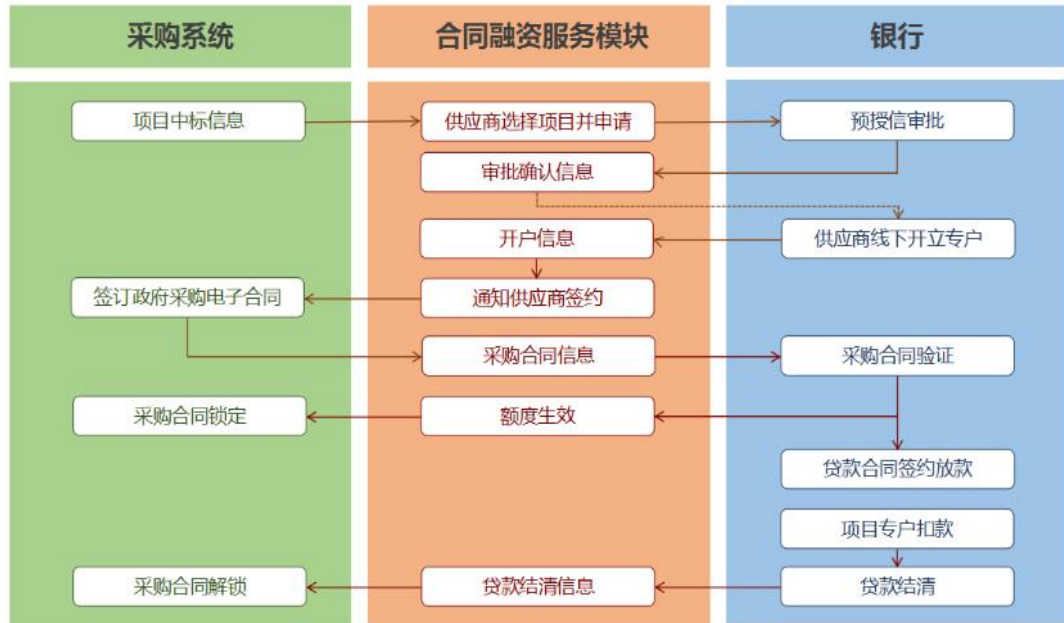 采购系统
合同融资服务模块
银行
项目中标信息
供应商选择项目并申请
预授信审批
审批确认信息
开户信息
供应商线下开立专户
签订政府采购电子合同
通知供应商签约
采购合同信息
采购合同验证
采购合同锁定
额度生效
贷款合同签约放款
项目专户扣款
采购合同解锁
贷款结清信息
贷款结清